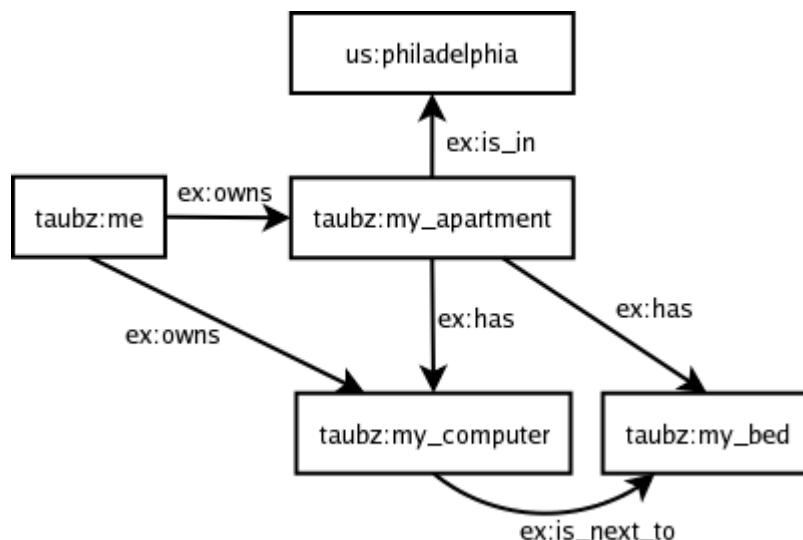 us:philadelphia
ex:is_in
ex:owns
taubz:me
taubz:my_apartment
ex:owns
ex:has
ex:has
taubz:my_computer
taubz:my_bed
ex:is_next_to